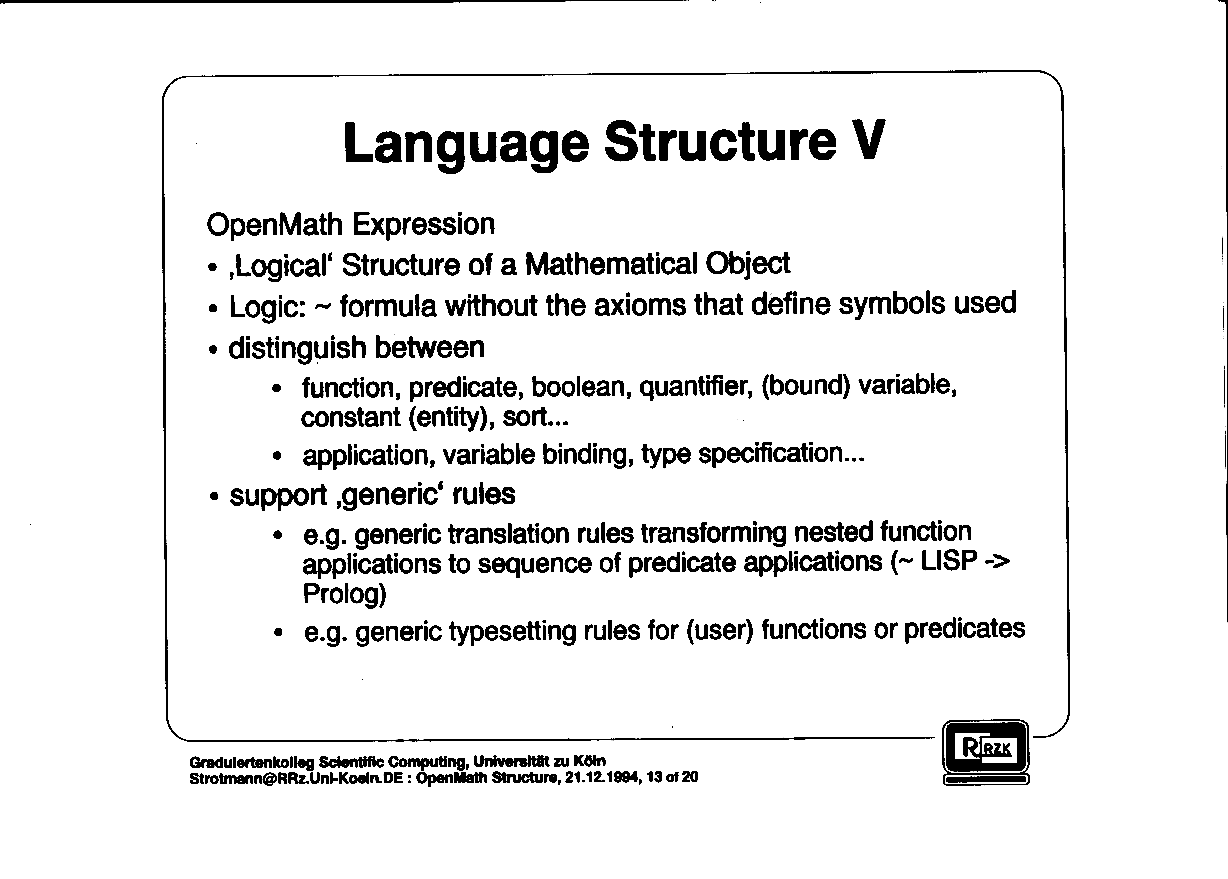 Language Structure V
OpenMath Expression
• ‚Logical‘ Structure of a Mathematical Object
• Logic: ~ formula without the axioms that define symbols used
• distinguish between
• function, predicate, boolean, quantifier, (bound) variable,
constant (entity), sort...
• application, variable binding, type specification...
• support ‚generic‘ rules
• e.g. generic translation rules transforming nested function
applications to sequence of predicate applications (~ LISP ->
Prolog)
• e.g. generic typesetting rules for (user) functions or predicates
Graduiertenkolleg Scientific Computing, Universität zu Köln
Strotmann@RRz.Uni-Koeln.DE : OpenMath Structure, 21.12.1994, 13 of 20
RRZK